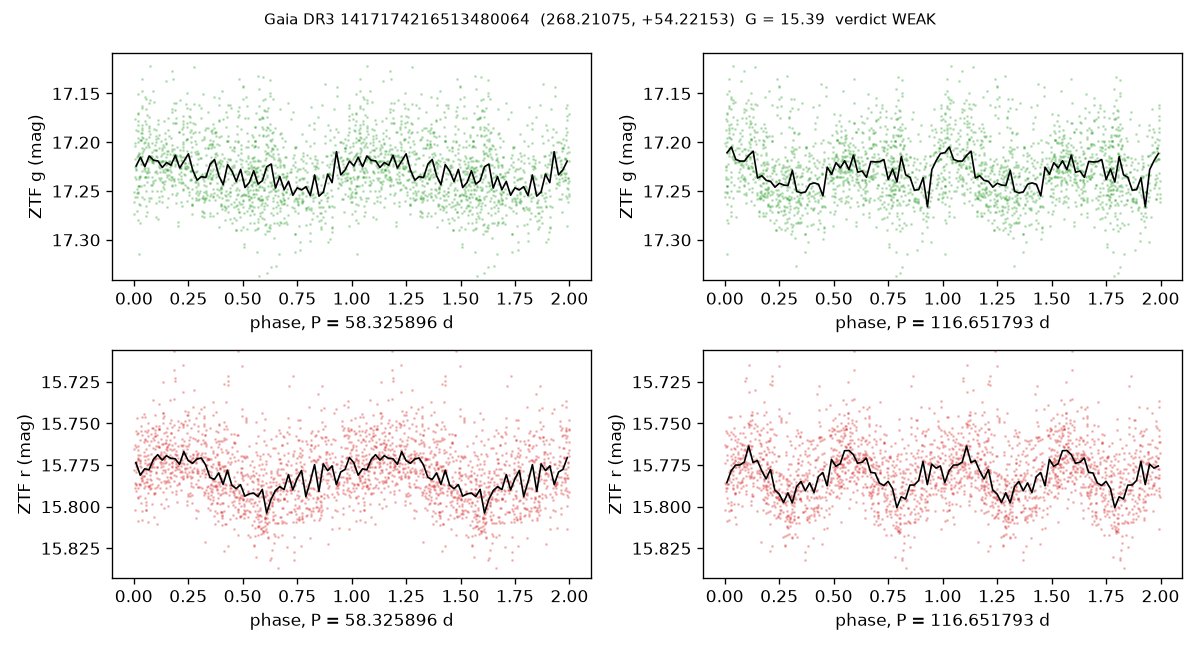 Gaia DR3 1417174216513480064 (268.21075, +54.22153) G = 15.39 verdict WEAK
ZTF g (mag)
17.15
17.20
17.25
17.30
0.00 0.25 0.50 0.75 1.00 1.25 1.50 1.75 2.00
phase, P = 58.325896 d
ZTF g (mag)
17.15
17.20
17.25
17.30
0.00 0.25 0.50 0.75 1.00 1.25 1.50 1.75 2.00
phase, P = 116.651793 d
ZTF r (mag)
15.725
15.750
15.775
15.800
15.825
0.00 0.25 0.50 0.75 1.00 1.25 1.50 1.75 2.00
phase, P = 58.325896 d
ZTF r (mag)
15.725
15.750
15.775
15.800
15.825
0.00 0.25 0.50 0.75 1.00 1.25 1.50 1.75 2.00
phase, P = 116.651793 d